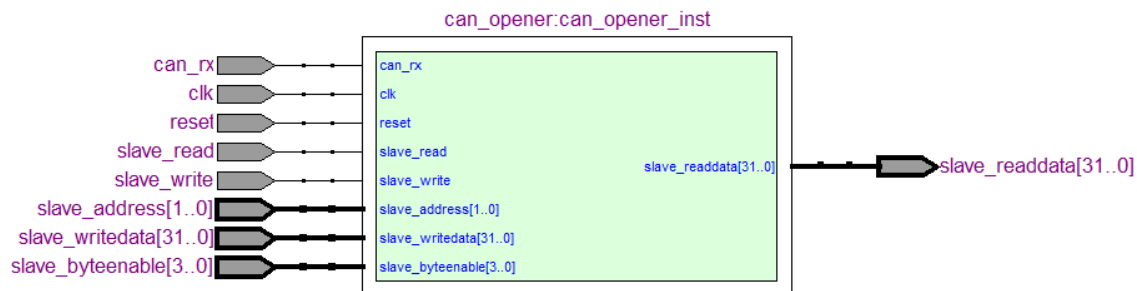 can_opener:can_opener_inst
can_rx
clk
reset
slave_read
slave_write
slave_address[1..0]
slave_writedata[31..0]
slave_byteenable[3..0]
can_rx
clk
reset
slave_read
slave_write
slave_address[1..0]
slave_writedata[31..0]
slave_byteenable[3..0]
slave_readdata[31..0]
slave_readdata[31..0]